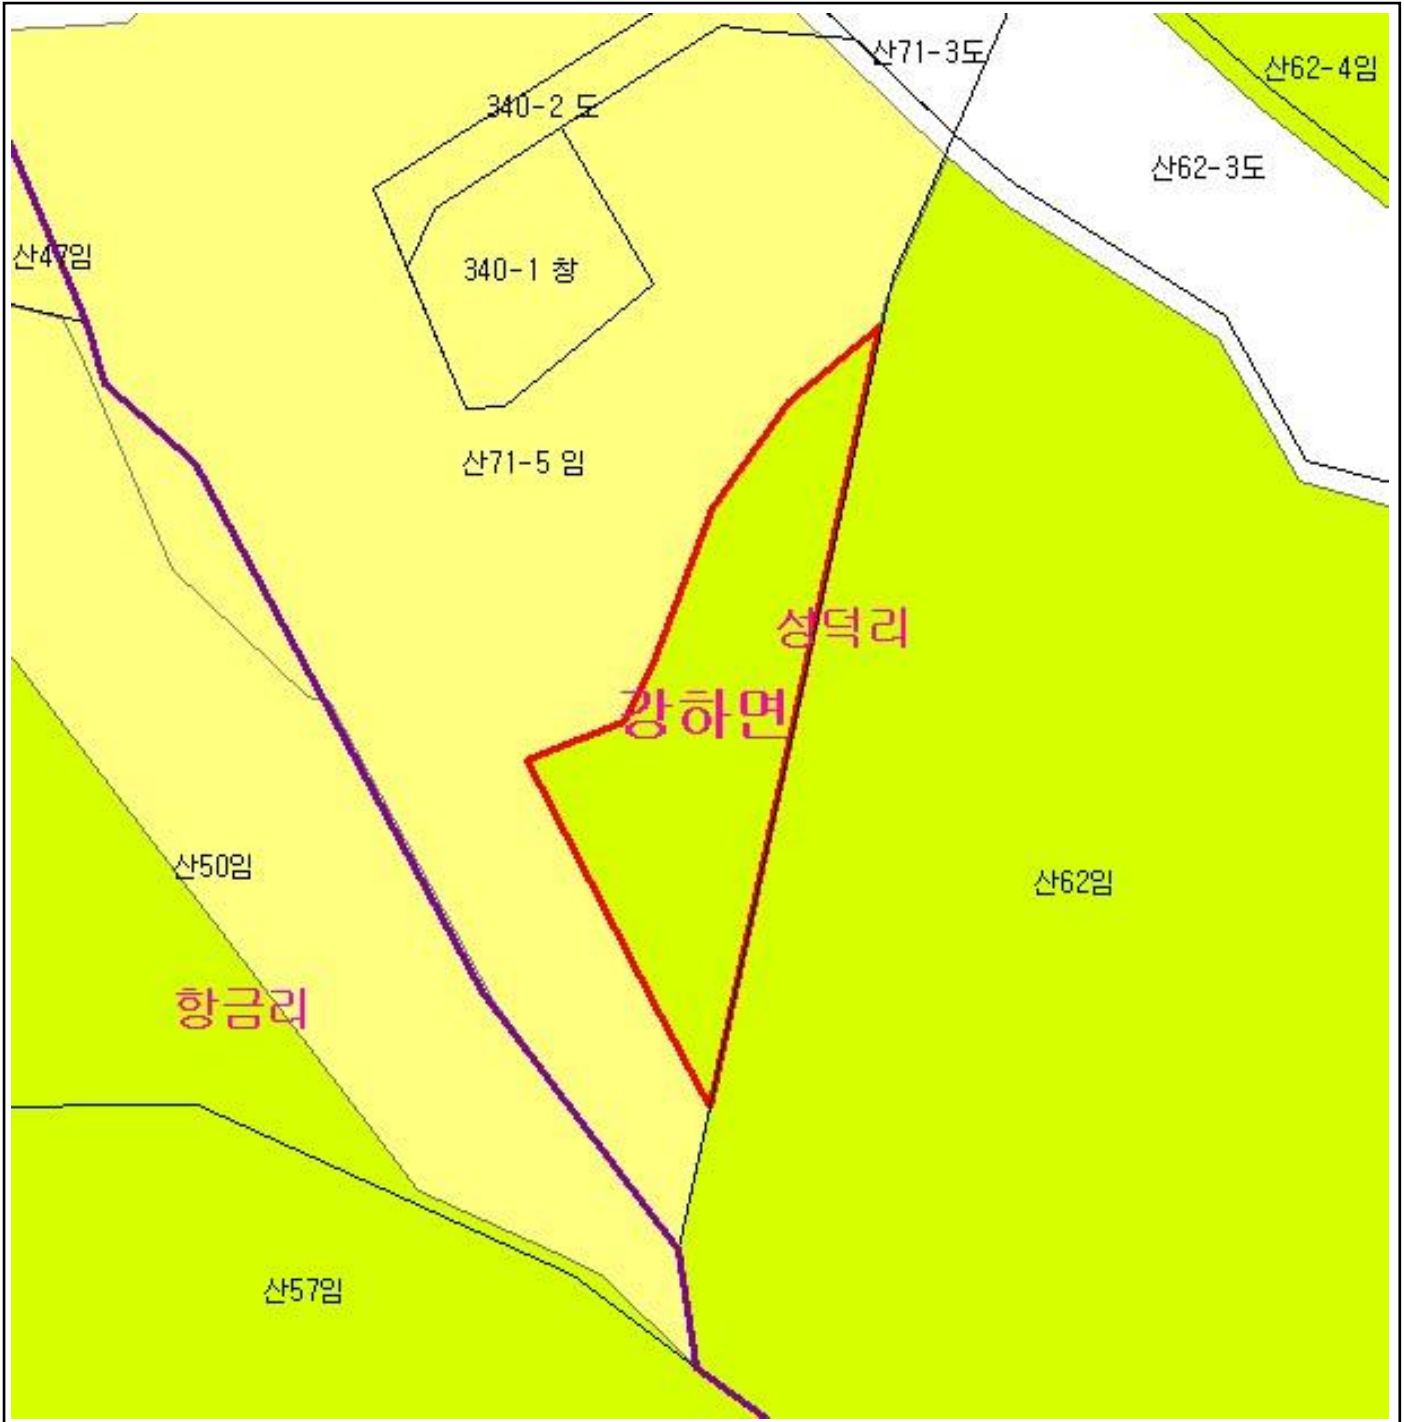 산71-3도
산62-4임
340-2 도
산62-3도
산47임
340-1 창
산71-5 임
성덕리
강하면
산50임
산62임
항금리
산57임